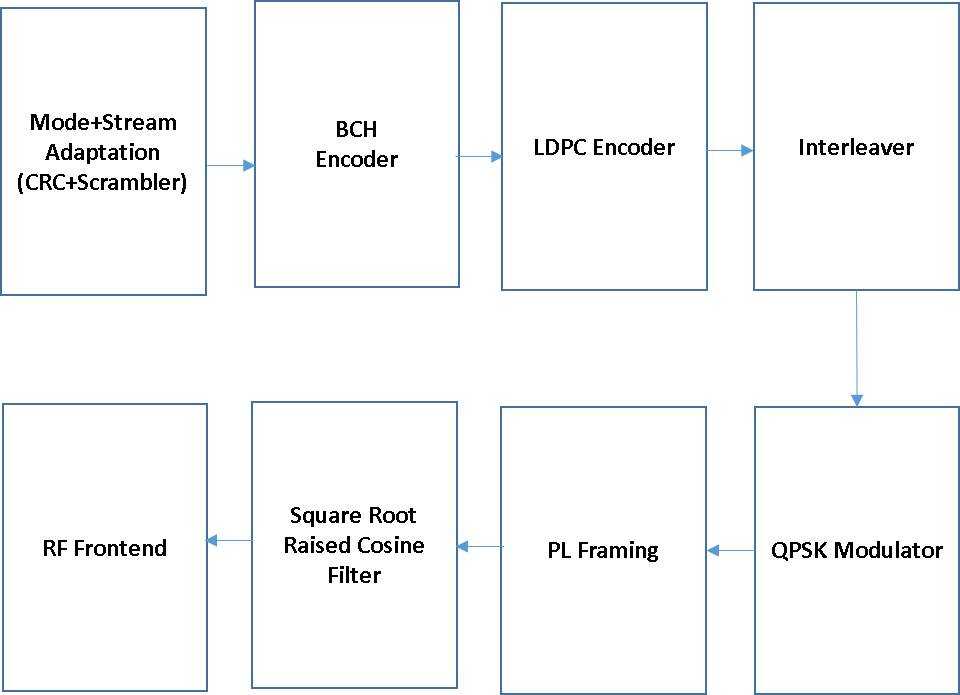 Mode+Stream
Adaptation
(CRC+Scrambler)
BCH
Encoder
LDPC Encoder
Interleaver
RF Frontend
Square Root
Raised Cosine
Filter
PL Framing
QPSK Modulator